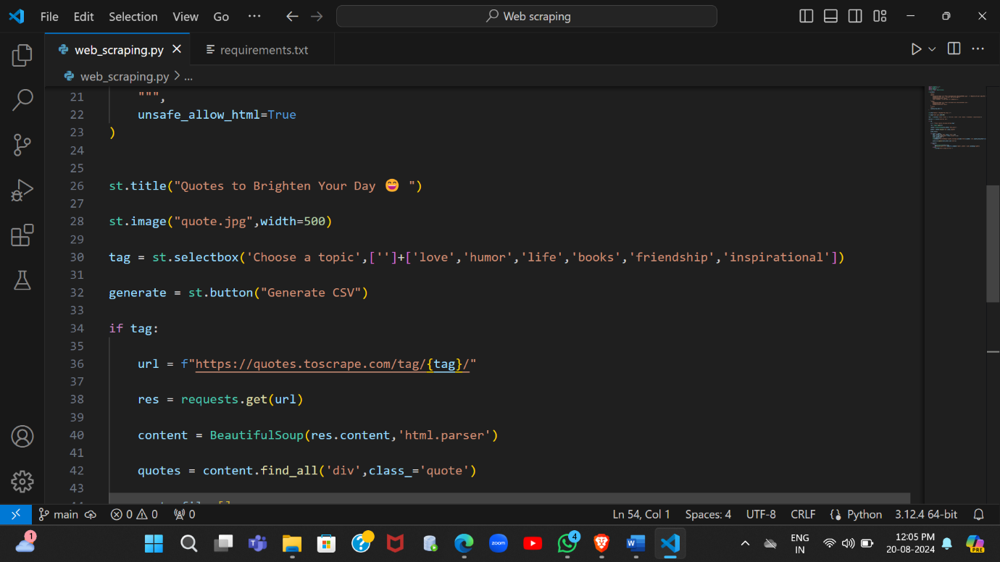 File Edit Selection View Go ··· Web scraping
web_scraping.py requirements.txt
web_scraping.py > ...
21 """,
22 unsafe_allow_html=True
23 )
24
25
26 st.title("Quotes to Brighten Your Day 😄 ")
27
28 st.image("quote.jpg",width=500)
29
30 tag = st.selectbox('Choose a topic',['']+['love','humor','life','books','friendship','inspirational'])
31
32 generate = st.button("Generate CSV")
33
34 if tag:
35
36 url = f"https://quotes.toscrape.com/tag/{tag}/"
37
38 res = requests.get(url)
39
40 content = BeautifulSoup(res.content,'html.parser')
41
42 quotes = content.find_all('div',class_='quote')
43
main 0 0 0 Ln 54, Col 1 Spaces: 4 UTF-8 CRLF Python 3.12.4 64-bit
1 zoom 4 ENG IN 12:05 PM 20-08-2024 PRE